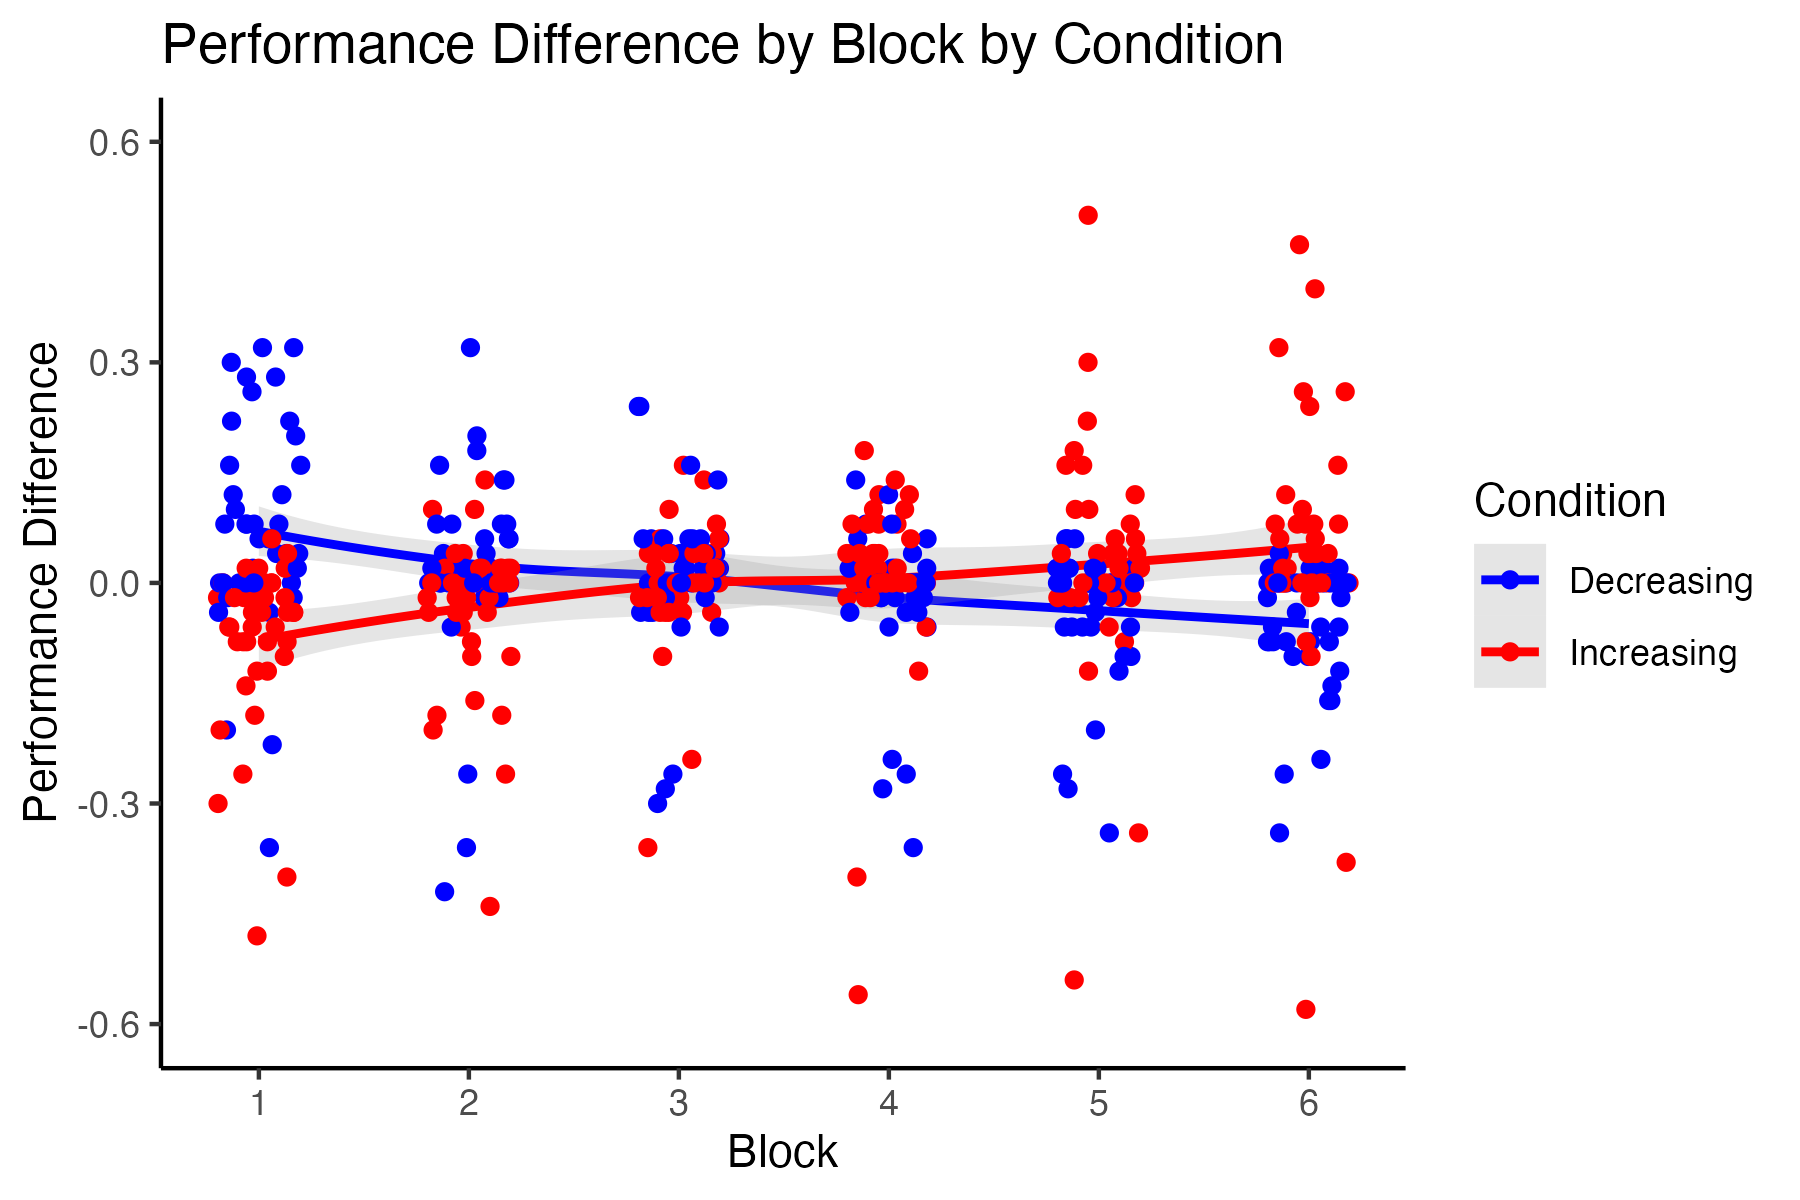 Performance Difference by Block by Condition
Performance Difference
0.6
0.3
0.0
-0.3
-0.6
1 2 3 4 5 6
Block
Condition
Decreasing
Increasing